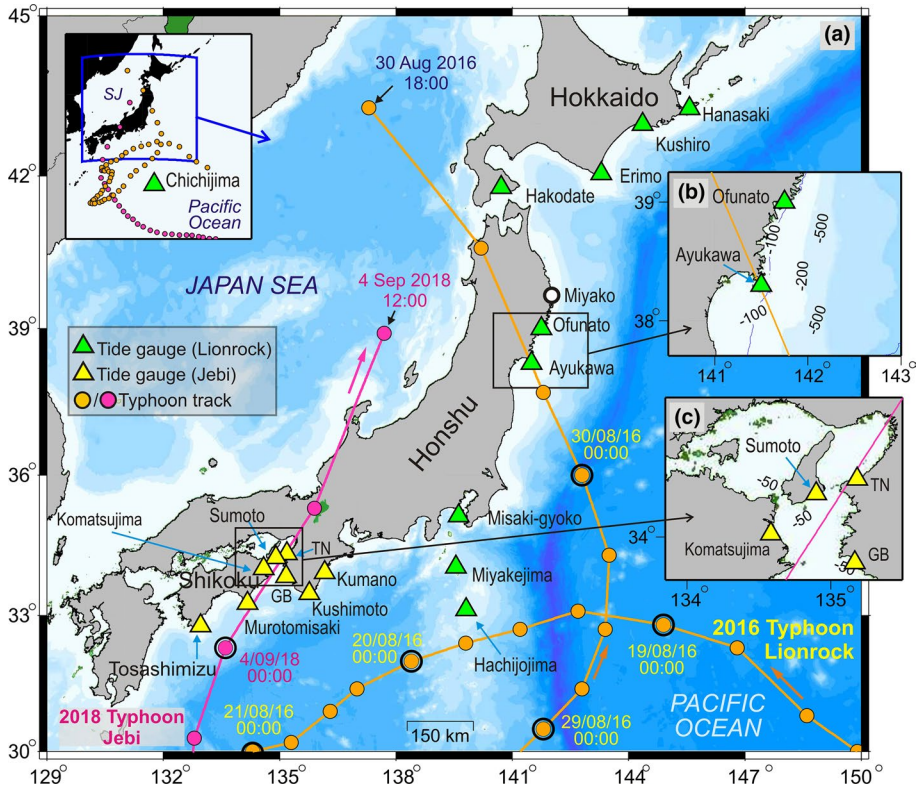 45°
(a)
30 Aug 2016
18:00
SJ
Hokkaido
Hanasaki
Kushiro
Chichijima
Pacific
Ocean
42°
Erimo
Hakodate
(b)
39°
Ofunato
-100
-500
Ayukawa
-200
38°
-100
-500
141°
142°
143°
JAPAN SEA
4 Sep 2018
12:00
Miyako
39°
Ofunato
Ayukawa
Tide gauge (Lionrock)
Tide gauge (Jebi)
/ Typhoon track
Honshu
30/08/16
00:00
36°
(c)
Sumoto
-50
-50
TN
34°
Komatsujima
GB
-50
134°
135°
Komatsujima
Sumoto
TN
Misaki-gyoko
Shikoku
GB
Kumano
Kushimoto
Miyakejima
33°
Murotomisaki
Tosashimizu
4/09/18
00:00
20/08/16
00:00
Hachijojima
19/08/16
00:00
2016 Typhoon
Lionrock
2018 Typhoon
Jebi
21/08/16
00:00
150 km
29/08/16
00:00
PACIFIC
OCEAN
30°
129°
132°
135°
138°
141°
144°
147°
150°